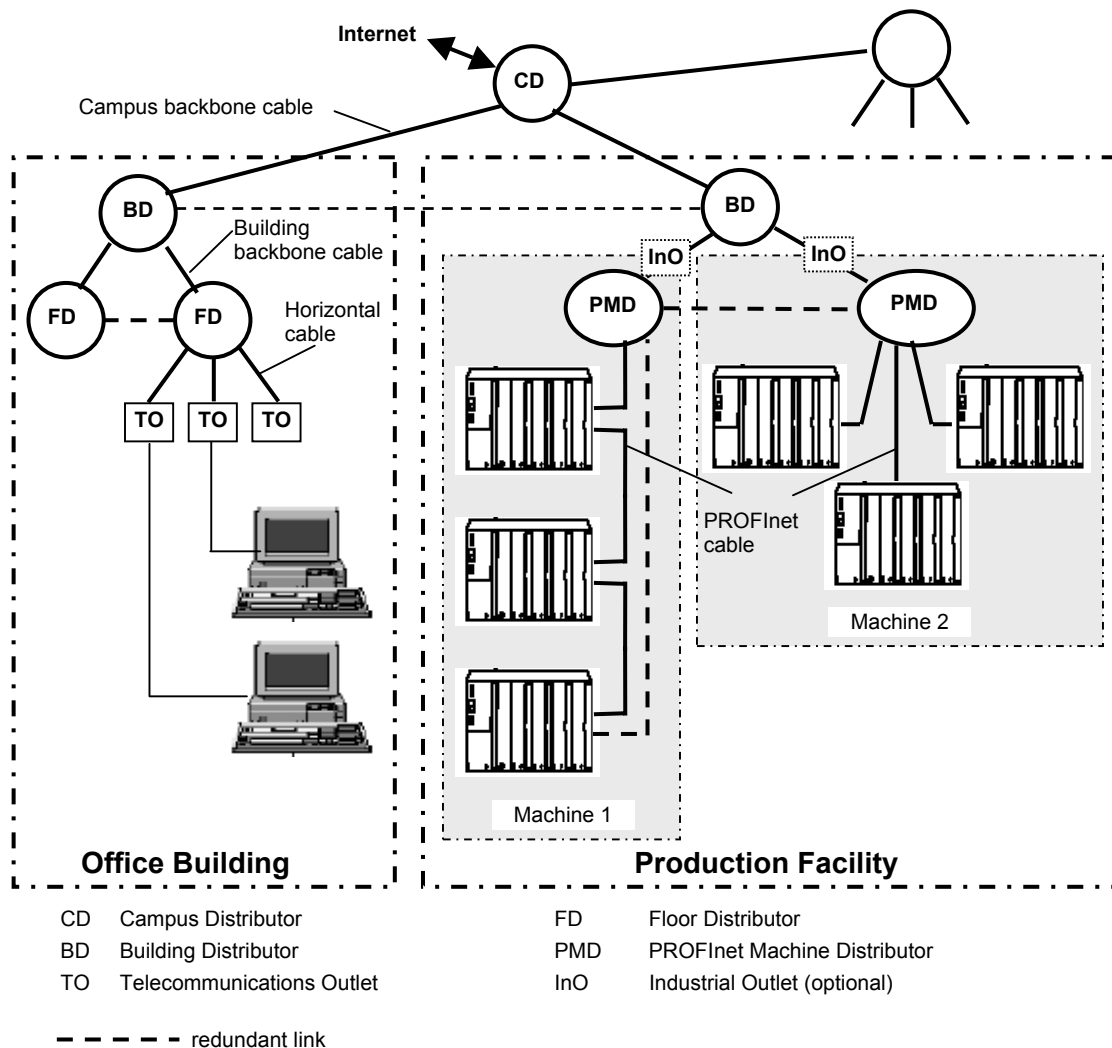 Internet
CD
Campus backbone cable
BD
BD
Building
backbone cable
InO
InO
FD
FD
Horizontal
cable
PMD
PMD
TO
TO
TO
PROFInet
cable
Machine 2
Machine 1
Office Building
Production Facility
CD Campus Distributor
BD Building Distributor
TO Telecommunications Outlet
FD Floor Distributor
PMD PROFInet Machine Distributor
InO Industrial Outlet (optional)
redundant link